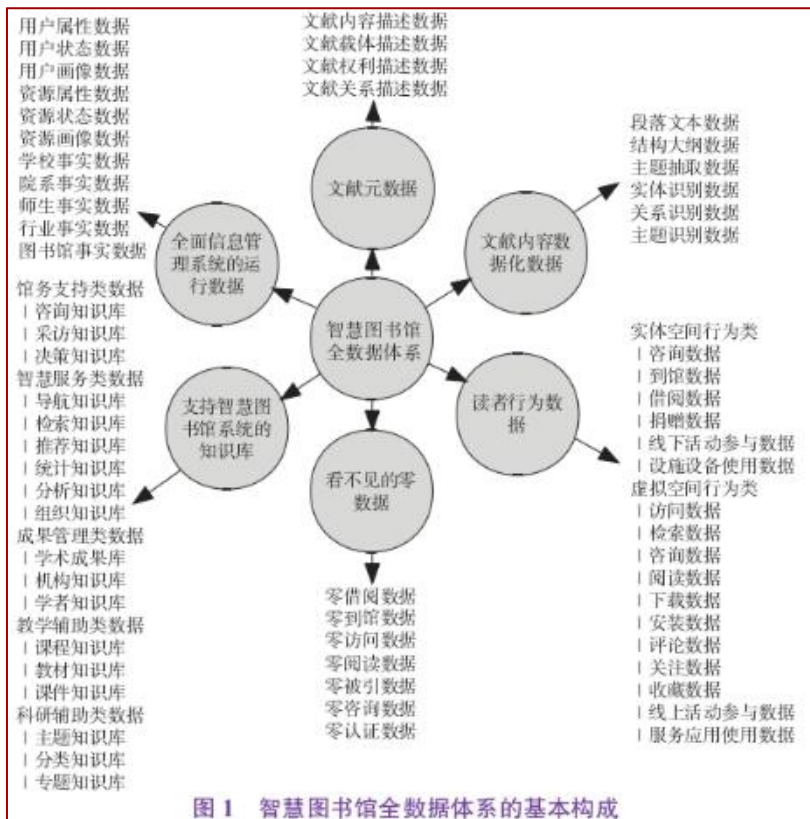 用户属性数据
用户状态数据
用户画像数据
资源属性数据
资源状态数据
资源画像数据
学校事实数据
院系事实数据
师生事实数据
行业事实数据
图书馆事实数据
文献内容描述数据
文献载体描述数据
文献权利描述数据
文献关系描述数据
段落文本数据
结构大纲数据
主题抽取数据
实体识别数据
关系识别数据
主题识别数据
文献元数据
全面信息管
理系统的运
行数据
文献内容数
据化数据
智慧图书馆
全数据体系
支持智慧图
书馆系统的
知识库
读者行为数
据
看不见的零
数据
馆务支持类数据
| 咨询知识库
| 采访知识库
| 决策知识库
智慧服务类数据
| 导航知识库
| 检索知识库
| 推荐知识库
| 统计知识库
| 分析知识库
| 组织知识库
成果管理类数据
| 学术成果库
| 机构知识库
| 学者知识库
教学辅助类数据
| 课程知识库
| 教材知识库
| 课件知识库
科研辅助类数据
| 主题知识库
| 分类知识库
| 专题知识库
零借阅数据
零到馆数据
零访问数据
零阅读数据
零被引数据
零咨询数据
零认证数据
实体空间行为类
| 咨询数据
| 到馆数据
| 借阅数据
| 捐赠数据
| 线下活动参与数据
| 设施设备使用数据
虚拟空间行为类
| 访问数据
| 检索数据
| 咨询数据
| 阅读数据
| 下载数据
| 安装数据
| 评论数据
| 关注数据
| 收藏数据
| 线上活动参与数据
| 服务应用使用数据
图 1 智慧图书馆全数据体系的基本构成